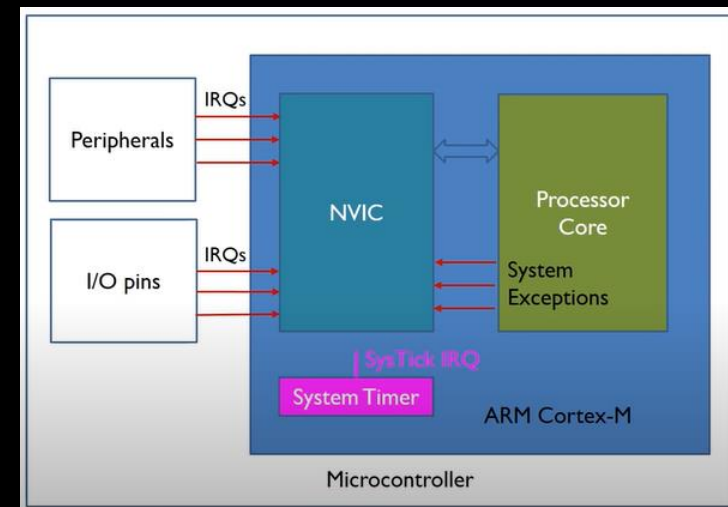 IRQs
Peripherals
NVIC
Processor
Core
IRQs
I/O pins
System
Exceptions
SysTick IRQ
System Timer
ARM Cortex-M
Microcontroller